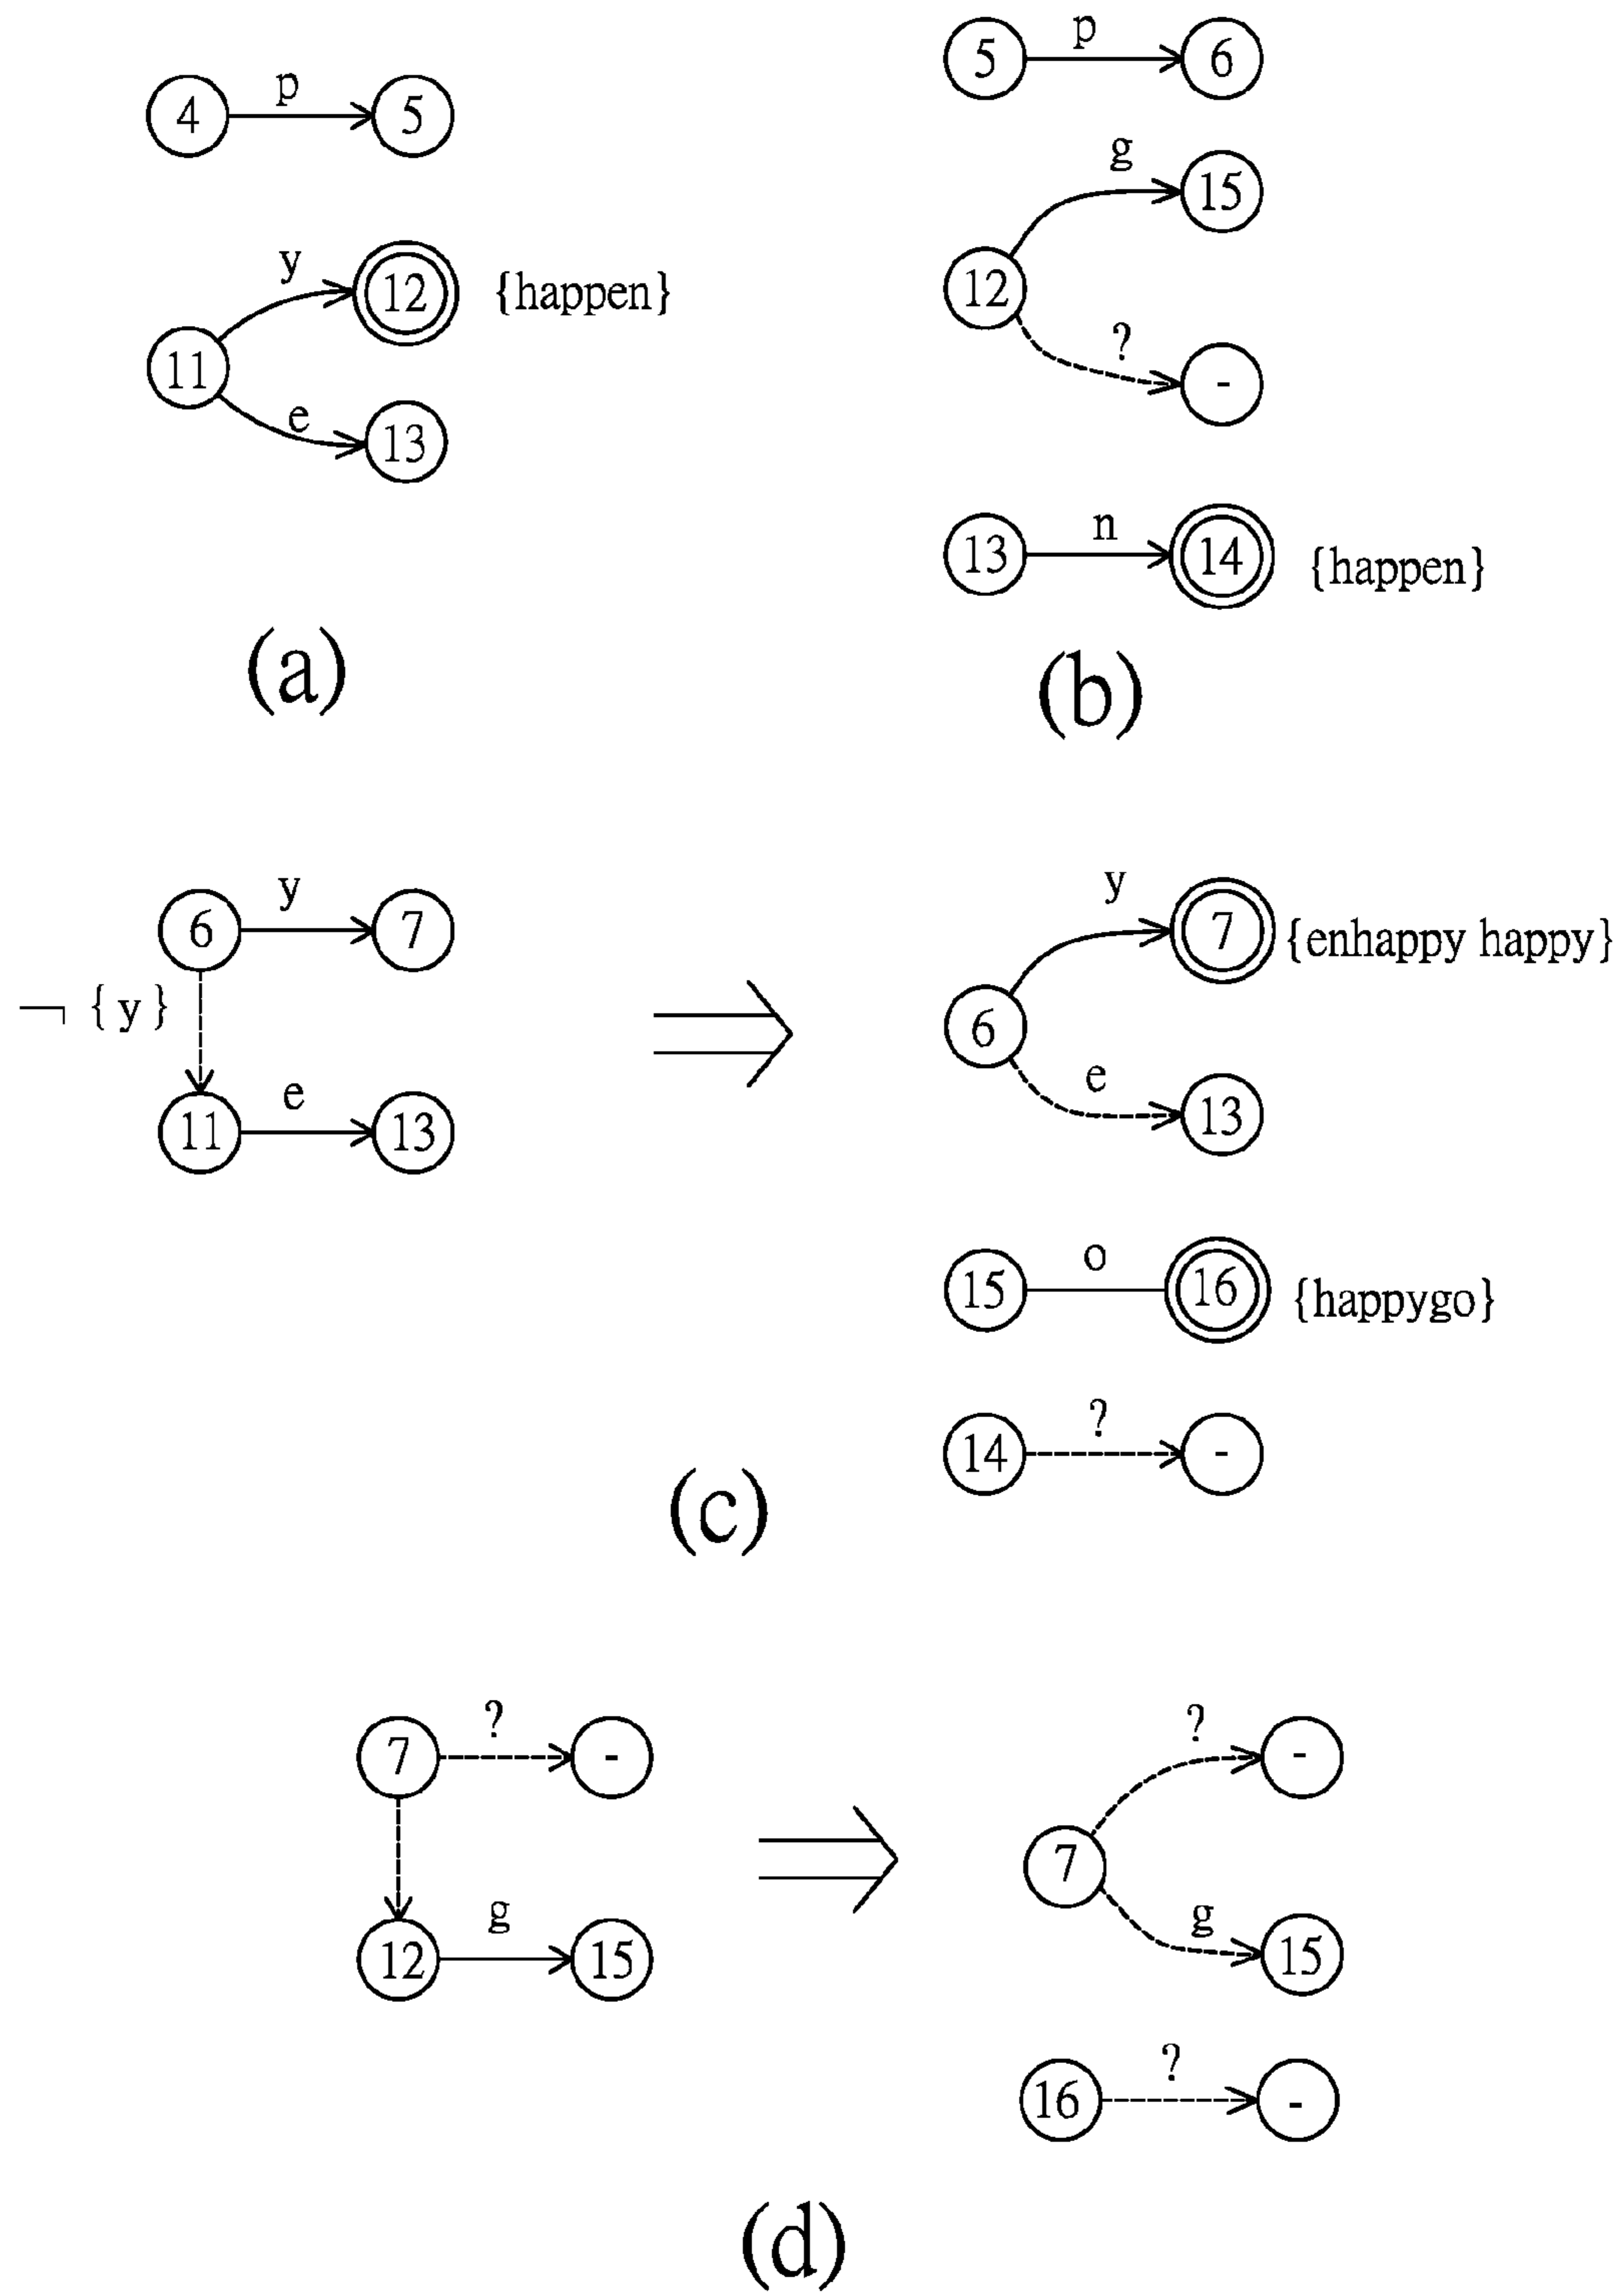 p
4 5
y
12 {happen}
11
e
13
(a)
p
5 6
g
15
12
?
-
n
13 14 {happen}
(b)
y
6 7
¬ {y}
e
11 13
y
7 {enhappy happy}
6
e
13
o
15 16 {happygo}
?
14 -
(c)
?
7 -
g
12 15
?
-
7
g
15
?
16 -
(d)